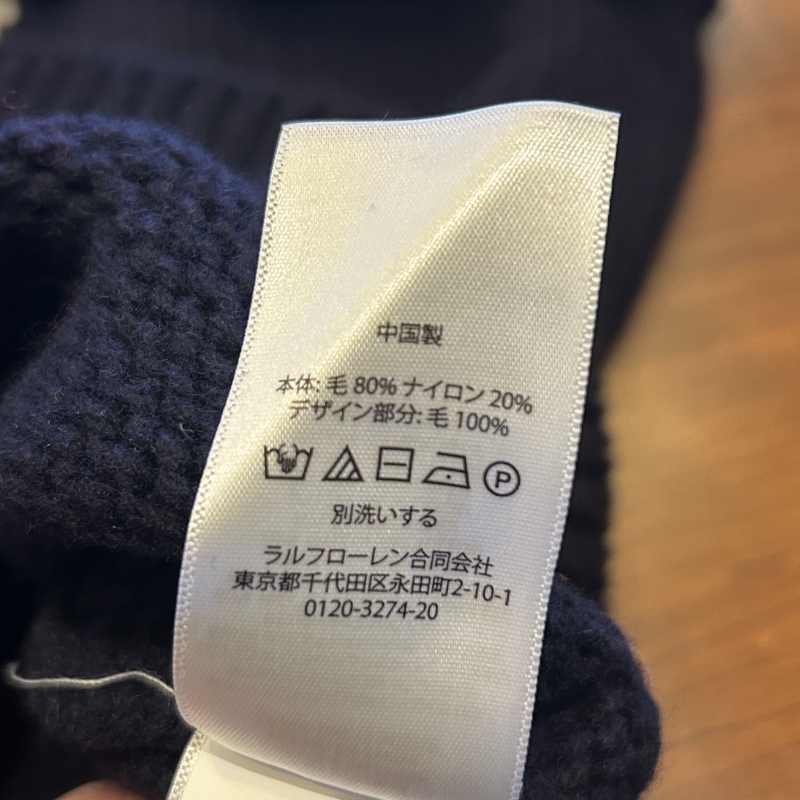 中国製
本体: 毛 80% ナイロン 20%
デザイン部分: 毛 100%
P
別洗いする
ラルフローレン合同会社
東京都千代田区永田町2-10-1
0120-3274-20